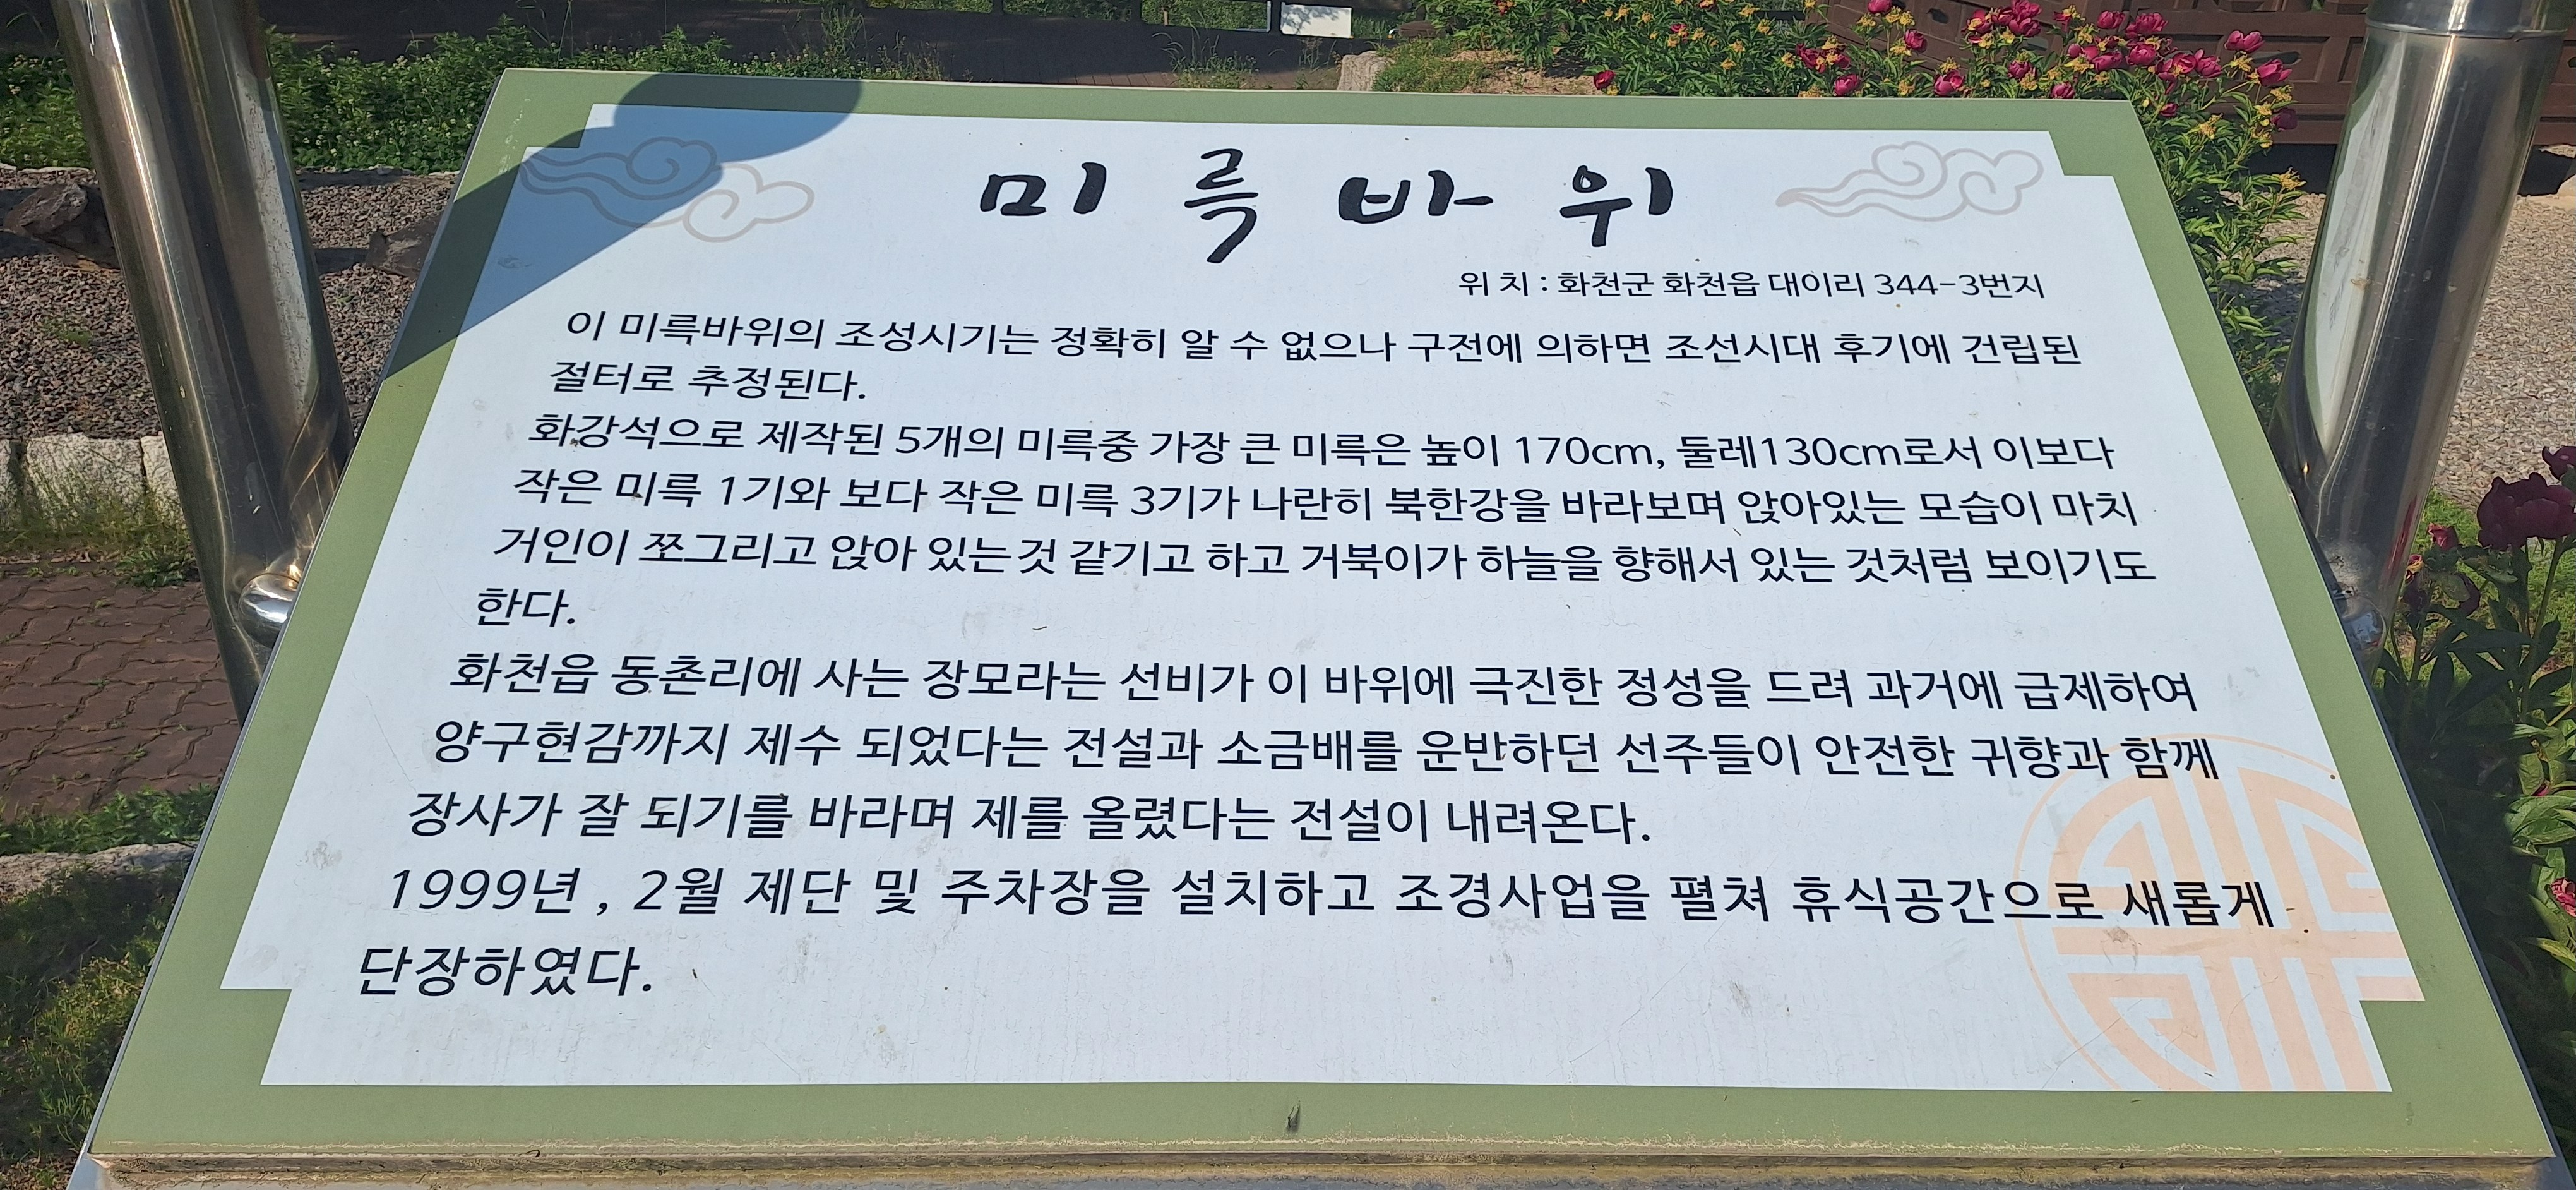 미륵바위
위 치 : 화천군 화천읍 대이리 344-3번지
이 미륵바위의 조성시기는 정확히 알 수 없으나 구전에 의하면 조선시대 후기에 건립된
절터로 추정된다.
화강석으로 제작된 5개의 미륵중 가장 큰 미륵은 높이 170cm, 둘레130cm로서 이보다
작은 미륵 1기와 보다 작은 미륵 3기가 나란히 북한강을 바라보며 앉아있는 모습이 마치
거인이 쪼그리고 앉아 있는것 같기고 하고 거북이가 하늘을 향해서 있는 것처럼 보이기도
한다.
화천읍 동촌리에 사는 장모라는 선비가 이 바위에 극진한 정성을 드려 과거에 급제하여
양구현감까지 제수 되었다는 전설과 소금배를 운반하던 선주들이 안전한 귀향과 함께
장사가 잘 되기를 바라며 제를 올렸다는 전설이 내려온다.
1999년 , 2월 제단 및 주차장을 설치하고 조경사업을 펼쳐 휴식공간으로 새롭게
단장하였다.